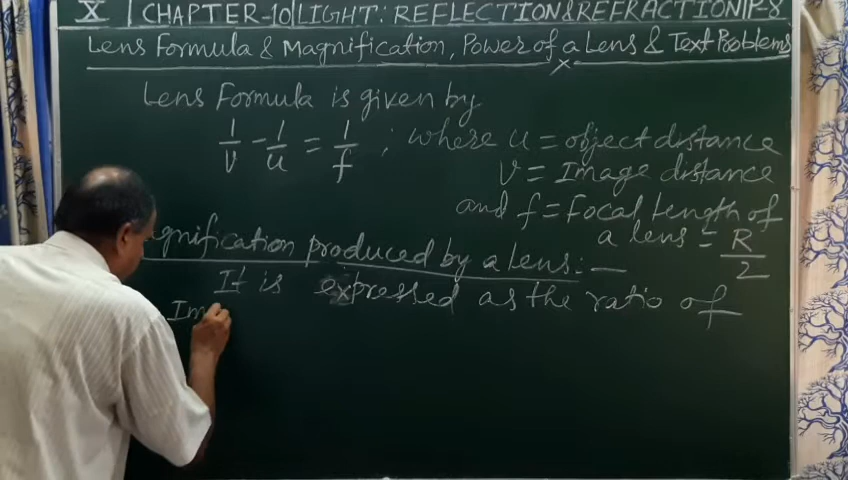 X | CHAPTER-10 | LIGHT: REFLECTION & REFRACTION | P-8
Lens Formula & Magnification, Power of a Lens & Text Problems
Lens Formula is given by
1/v - 1/u = 1/f ; where u = object distance
v = Image distance
and f = Focal Length of
a lens = R/2
agnification produced by a lens: —
It is expressed as the ratio of
Im